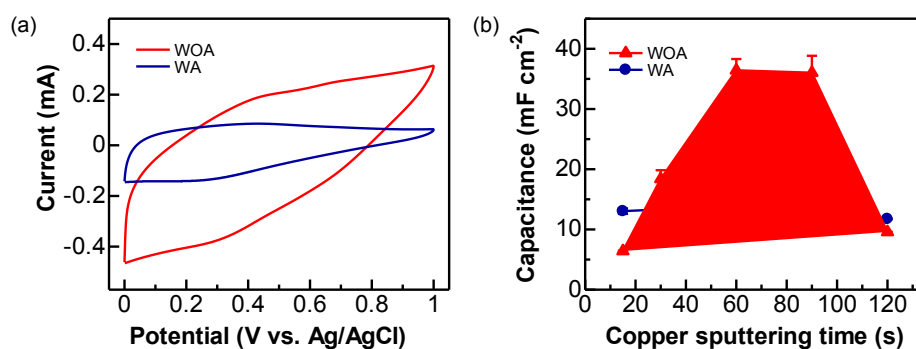 (a)
WOA
WA
0.4
0.2
0
-0.2
-0.4
Current (mA)
0 0.2 0.4 0.6 0.8 1
Potential (V vs. Ag/AgCl)
(b)
WOA
WA
40
30
20
10
0
Capacitance (mF cm-2)
0 20 40 60 80 100 120
Copper sputtering time (s)